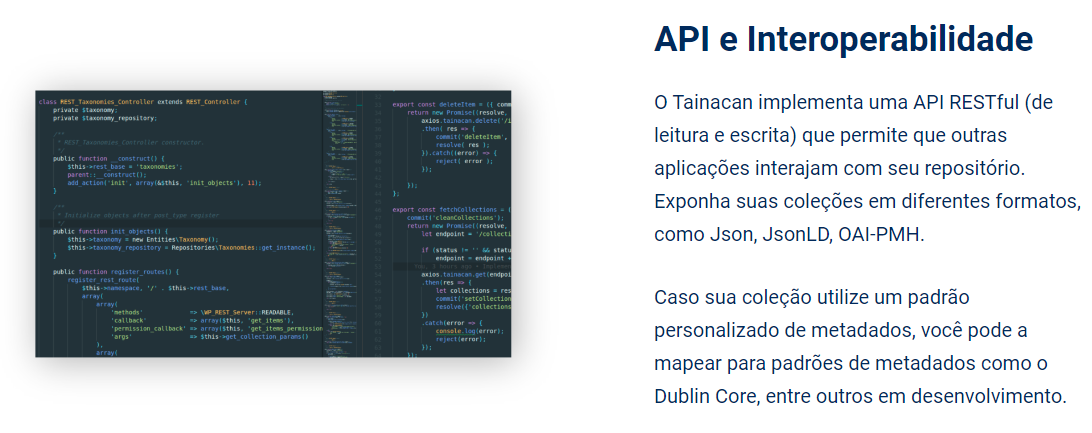 API e Interoperabilidade
O Tainacan implementa uma API RESTful (de
leitura e escrita) que permite que outras
aplicações interajam com seu repositório.
Exponha suas coleções em diferentes formatos,
como Json, JsonLD, OAI-PMH.
Caso sua coleção utilize um padrão
personalizado de metadados, você pode a
mapear para padrões de metadados como o
Dublin Core, entre outros em desenvolvimento.
class REST_Taxonomies_Controller extends REST_Controller {
private $taxonomy;
private $taxonomy_repository;
/**
* REST_Taxonomies_Controller constructor.
*/
public function __construct() {
$this->rest_base = 'taxonomies';
parent::__construct();
add_action('init', array(&$this, 'init_objects'), 11);
}
/**
* Initialize objects after post_type register
*/
public function init_objects() {
$this->taxonomy = new Entities\Taxonomy();
$this->taxonomy_repository = Repositories\Taxonomies::get_instance();
}
public function register_routes() {
register_rest_route(
$this->namespace, '/' . $this->rest_base,
array(
array(
'methods' => \WP_REST_Server::READABLE,
'callback' => array($this, 'get_items'),
'permission_callback' => array($this, 'get_items_permission
'args' => $this->get_collection_params()
),
array(
export const deleteItem = ({ comm
return new Promise((resolve,
axios.tainacan.delete('/i
.then( res => {
commit('deleteItem',
resolve( res );
}).catch((error) => {
reject( error );
});
});
};
export const fetchCollections = (
commit('cleanCollections');
return new Promise((resolve,
let endpoint = '/collecti
if (status != '' && statu
endpoint = endpoint +
axios.tainacan.get(endpoi
.then(res => {
let collections = res
commit('setCollection
resolve({'collections
})
.catch(error => {
console.log(error);
reject(error);
});
});